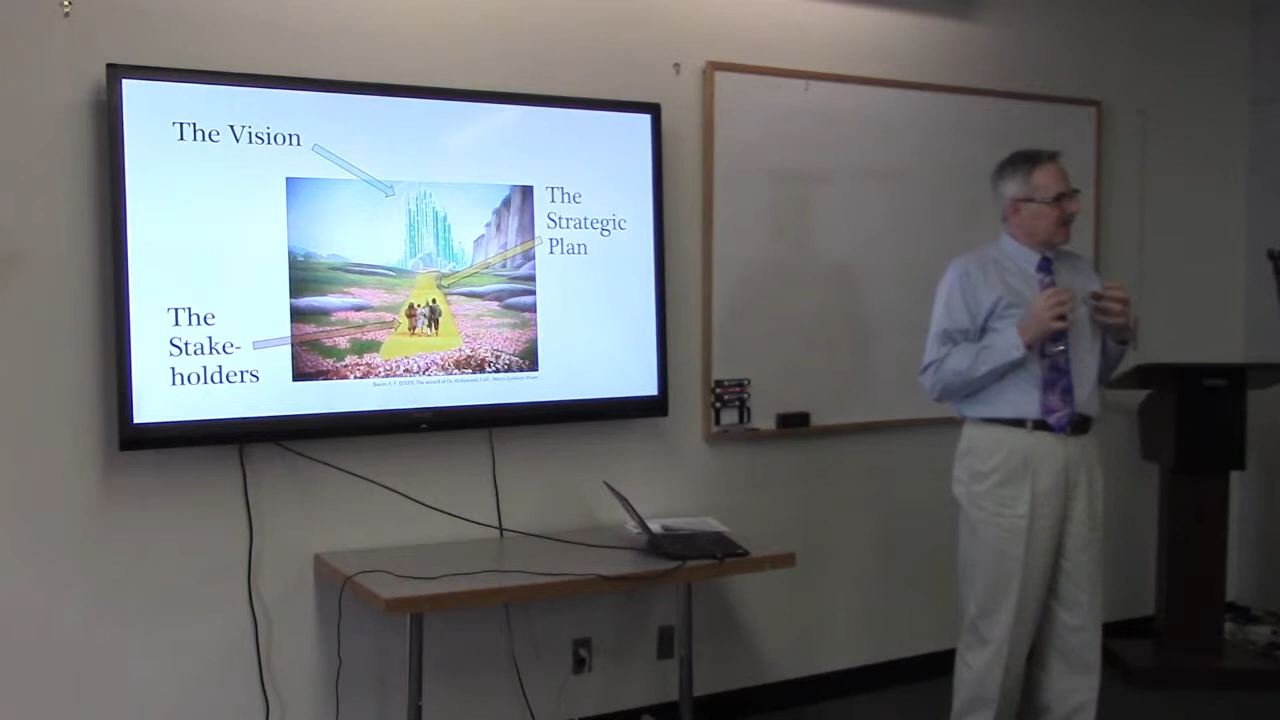 The Vision
The
Strategic
Plan
The
Stake-
holders